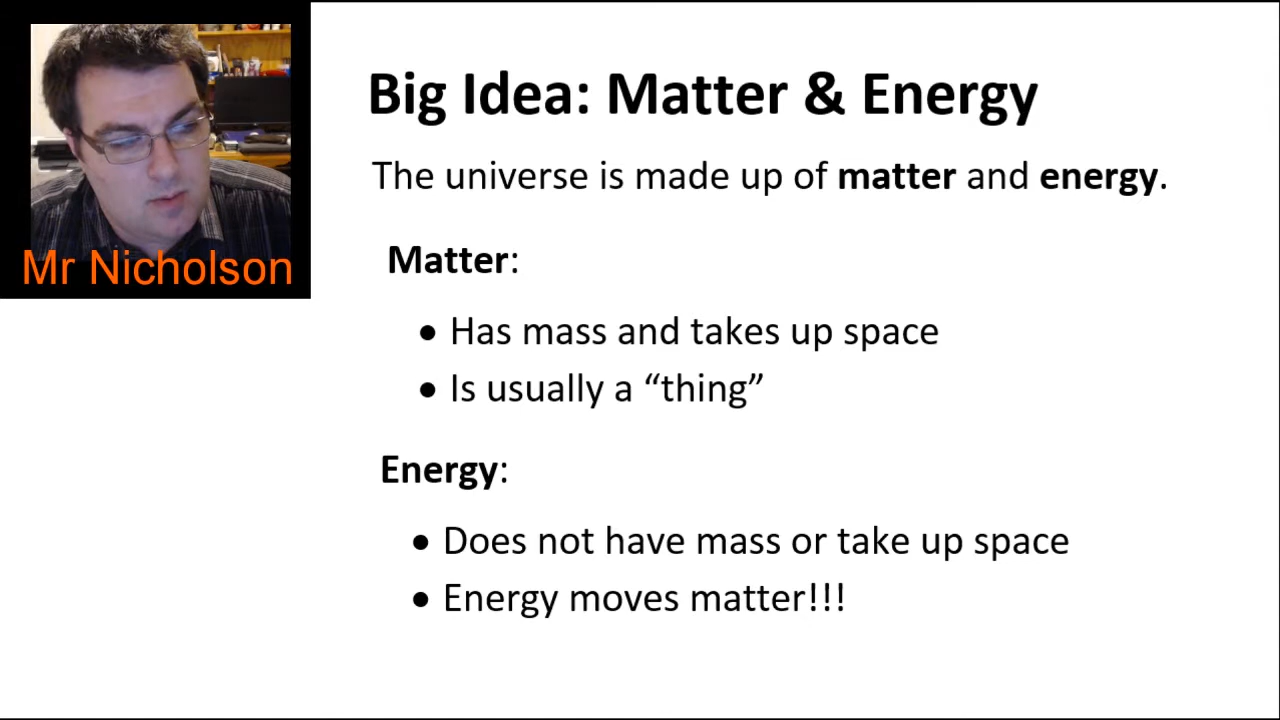 Mr Nicholson
Big Idea: Matter & Energy
The universe is made up of matter and energy.
Matter:
• Has mass and takes up space
• Is usually a “thing”
Energy:
• Does not have mass or take up space
• Energy moves matter!!!